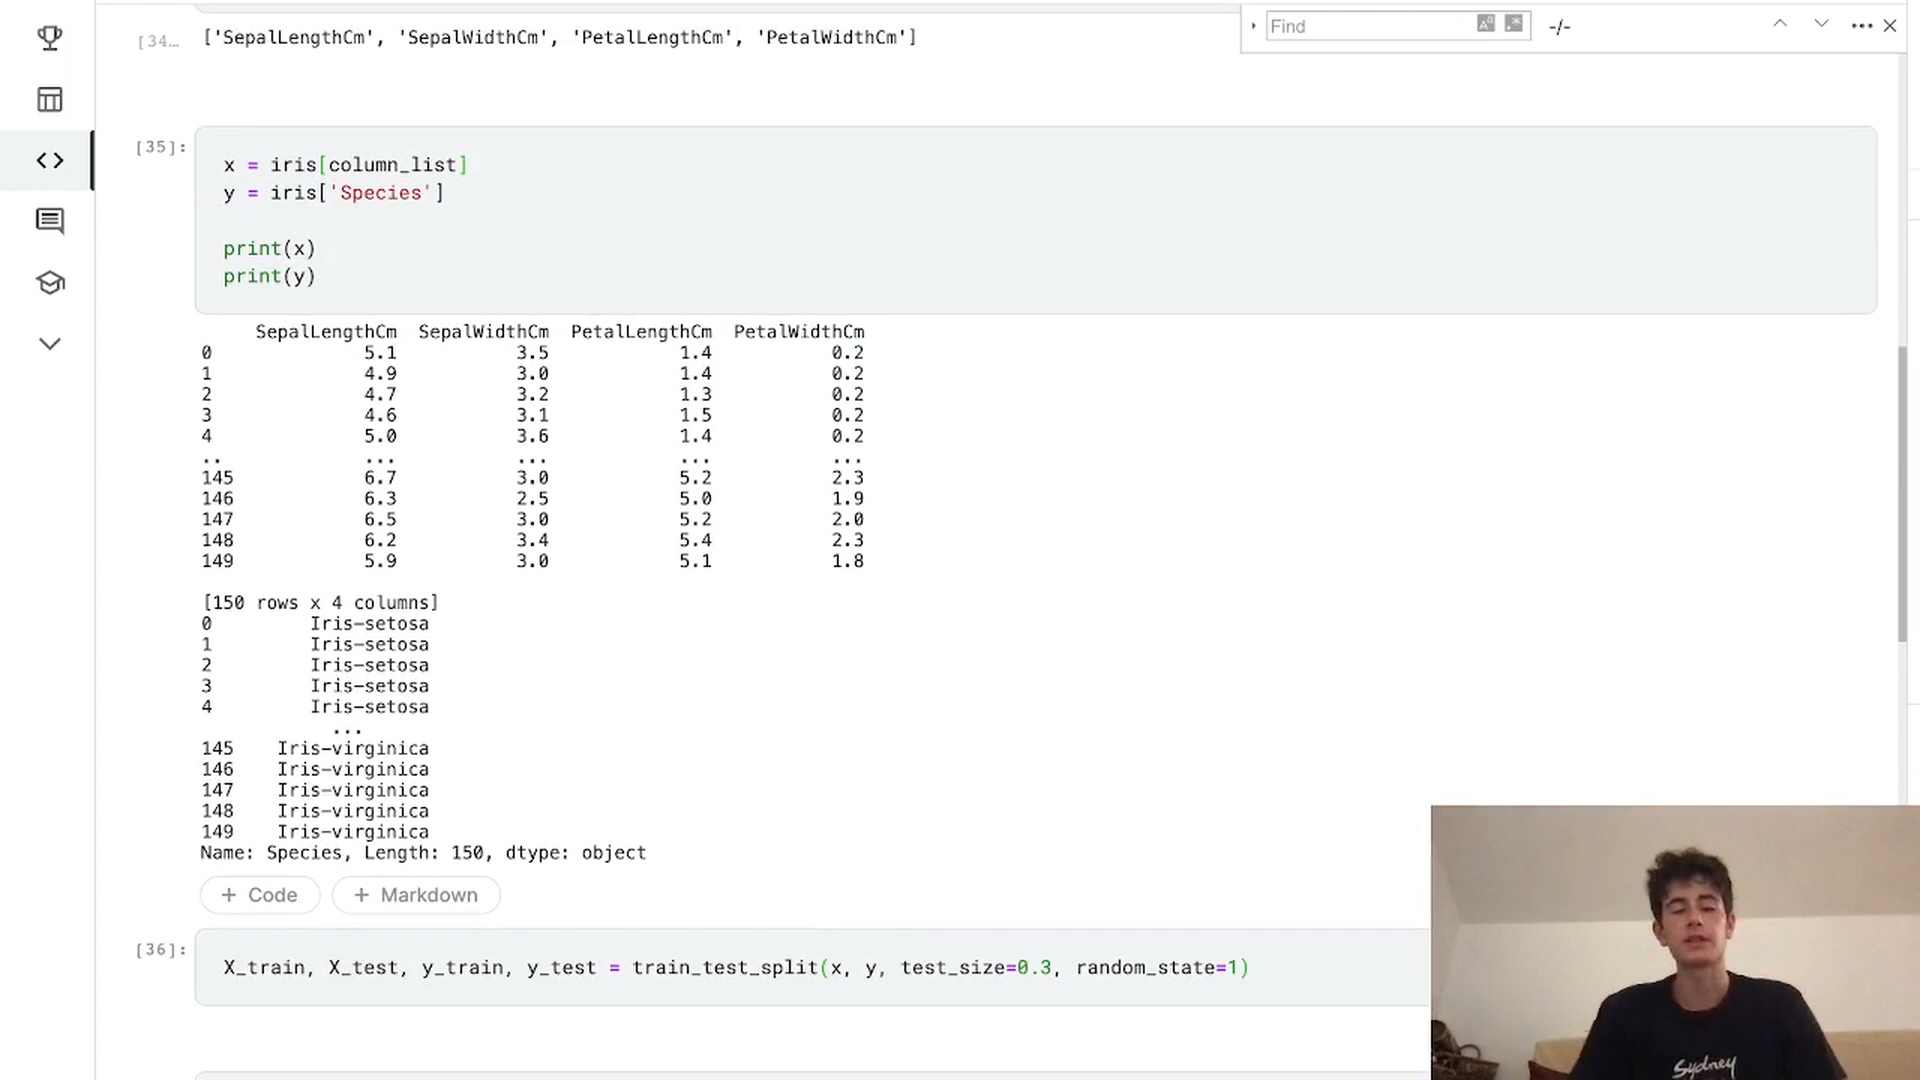 [34... ['SepalLengthCm', 'SepalWidthCm', 'PetalLengthCm', 'PetalWidthCm']
Find
-/-
[35]:
x = iris[column_list]
y = iris['Species']
print(x)
print(y)
SepalLengthCm SepalWidthCm PetalLengthCm PetalWidthCm
0 5.1 3.5 1.4 0.2
1 4.9 3.0 1.4 0.2
2 4.7 3.2 1.3 0.2
3 4.6 3.1 1.5 0.2
4 5.0 3.6 1.4 0.2
.. ... ... ... ...
145 6.7 3.0 5.2 2.3
146 6.3 2.5 5.0 1.9
147 6.5 3.0 5.2 2.0
148 6.2 3.4 5.4 2.3
149 5.9 3.0 5.1 1.8
[150 rows x 4 columns]
0 Iris-setosa
1 Iris-setosa
2 Iris-setosa
3 Iris-setosa
4 Iris-setosa
...
145 Iris-virginica
146 Iris-virginica
147 Iris-virginica
148 Iris-virginica
149 Iris-virginica
Name: Species, Length: 150, dtype: object
+ Code + Markdown
[36]:
X_train, X_test, y_train, y_test = train_test_split(x, y, test_size=0.3, random_state=1)
Sydney